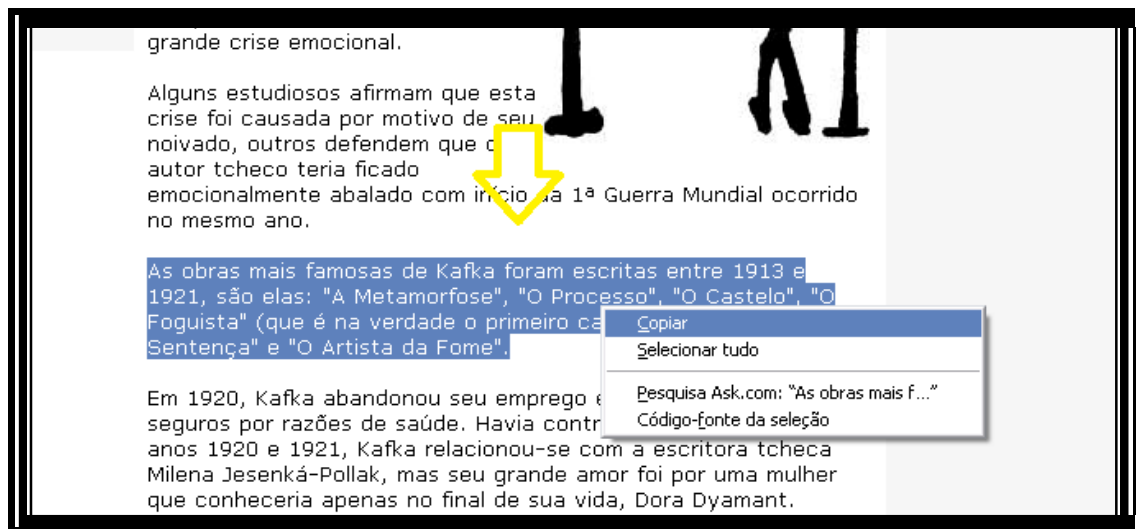 grande crise emocional.
Alguns estudiosos afirmam que esta
crise foi causada por motivo de seu
noivado, outros defendem que o
autor tcheco teria ficado
emocionalmente abalado com início da 1ª Guerra Mundial ocorrido
no mesmo ano.
As obras mais famosas de Kafka foram escritas entre 1913 e
1921, são elas: "A Metamorfose", "O Processo", "O Castelo", "O
Foguista" (que é na verdade o primeiro
Sentença" e "O Artista da Fome".
Copiar
Selecionar tudo
Pesquisa Ask.com: “As obras mais f...”
Código-fonte da seleção
Em 1920, Kafka abandonou seu emprego
seguros por razões de saúde. Havia
anos 1920 e 1921, Kafka relacionou-se com a escritora tcheca
Milena Jesenká-Pollak, mas seu grande amor foi por uma mulher
que conheceria apenas no final de sua vida, Dora Dyamant.